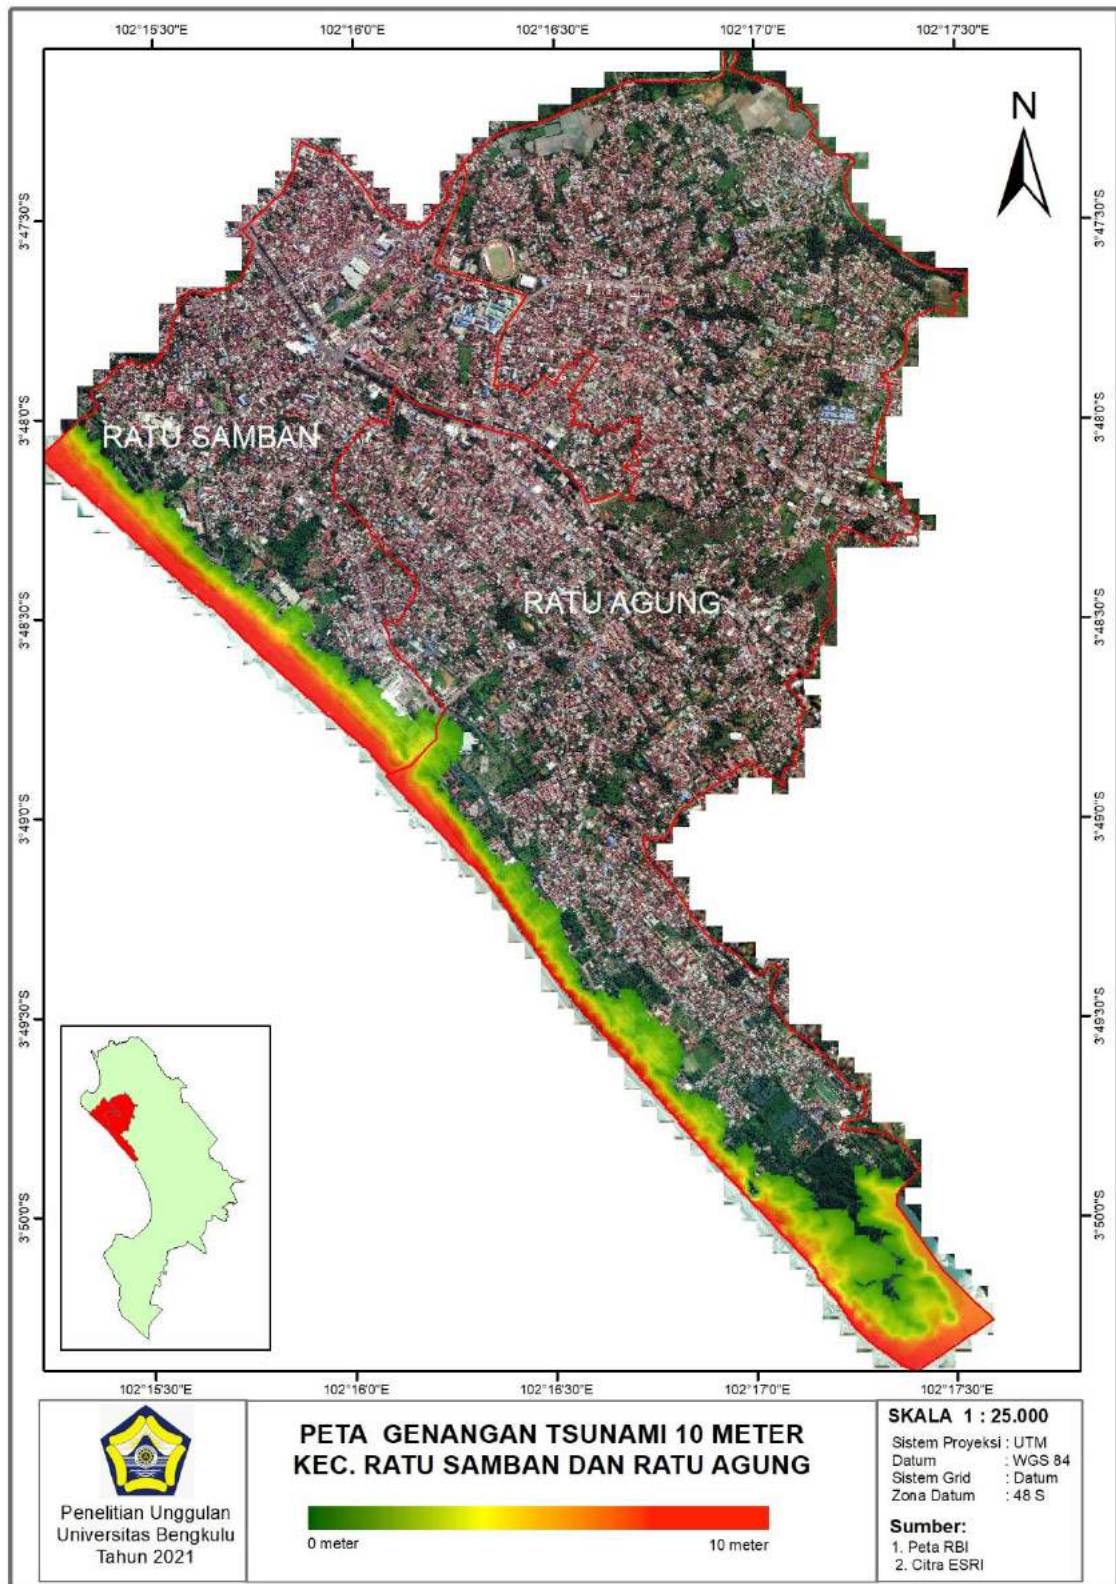 102°15'30"E
102°16'0"E
102°16'30"E
102°17'0"E
102°17'30"E
N
3°47'30"S
3°47'30"S
3°48'0"S
3°48'0"S
RATU SAMBAN
RATU AGUNG
3°48'30"S
3°48'30"S
3°49'0"S
3°49'0"S
3°49'30"S
3°49'30"S
3°50'0"S
3°50'0"S
102°15'30"E
102°16'0"E
102°16'30"E
102°17'0"E
102°17'30"E
Penelitian Unggulan
Universitas Bengkulu
Tahun 2021
PETA GENANGAN TSUNAMI 10 METER
KEC. RATU SAMBAN DAN RATU AGUNG
0 meter
10 meter
SKALA 1 : 25.000
Sistem Proyeksi : UTM
Datum : WGS 84
Sistem Grid : Datum
Zona Datum : 48 S
Sumber:
1. Peta RBI
2. Citra ESRI